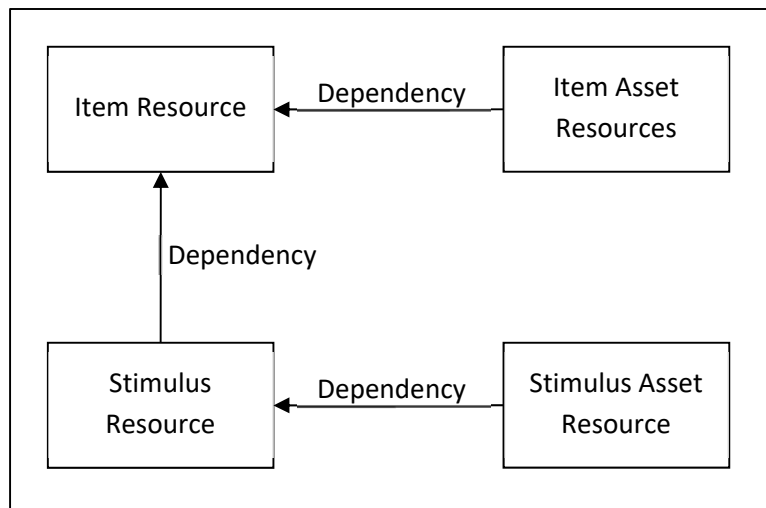 Item Resource
Dependency
Item Asset
Resources
Dependency
Stimulus
Resource
Dependency
Stimulus Asset
Resource